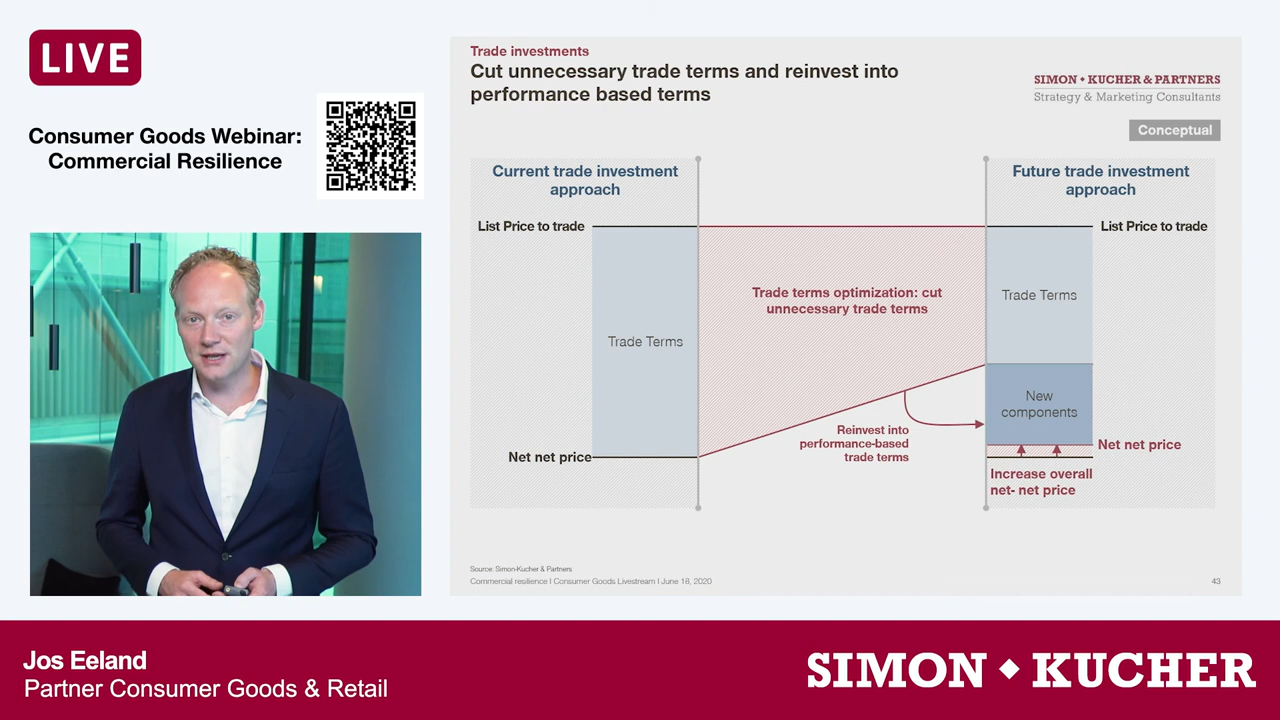 LIVE
Consumer Goods Webinar:
Commercial Resilience
Trade investments
Cut unnecessary trade terms and reinvest into
performance based terms
SIMON • KUCHER & PARTNERS
Strategy & Marketing Consultants
Conceptual
Current trade investment
approach
Future trade investment
approach
List Price to trade
List Price to trade
Trade terms optimization: cut
unnecessary trade terms
Trade Terms
Trade Terms
New
components
Reinvest into
performance-based
trade terms
Net net price
Net net price
Increase overall
net- net price
Source: Simon-Kucher & Partners
Commercial resilience I Consumer Goods Livestream I June 18, 2020
43
Jos Eeland
Partner Consumer Goods & Retail
SIMON ◆ KUCHER